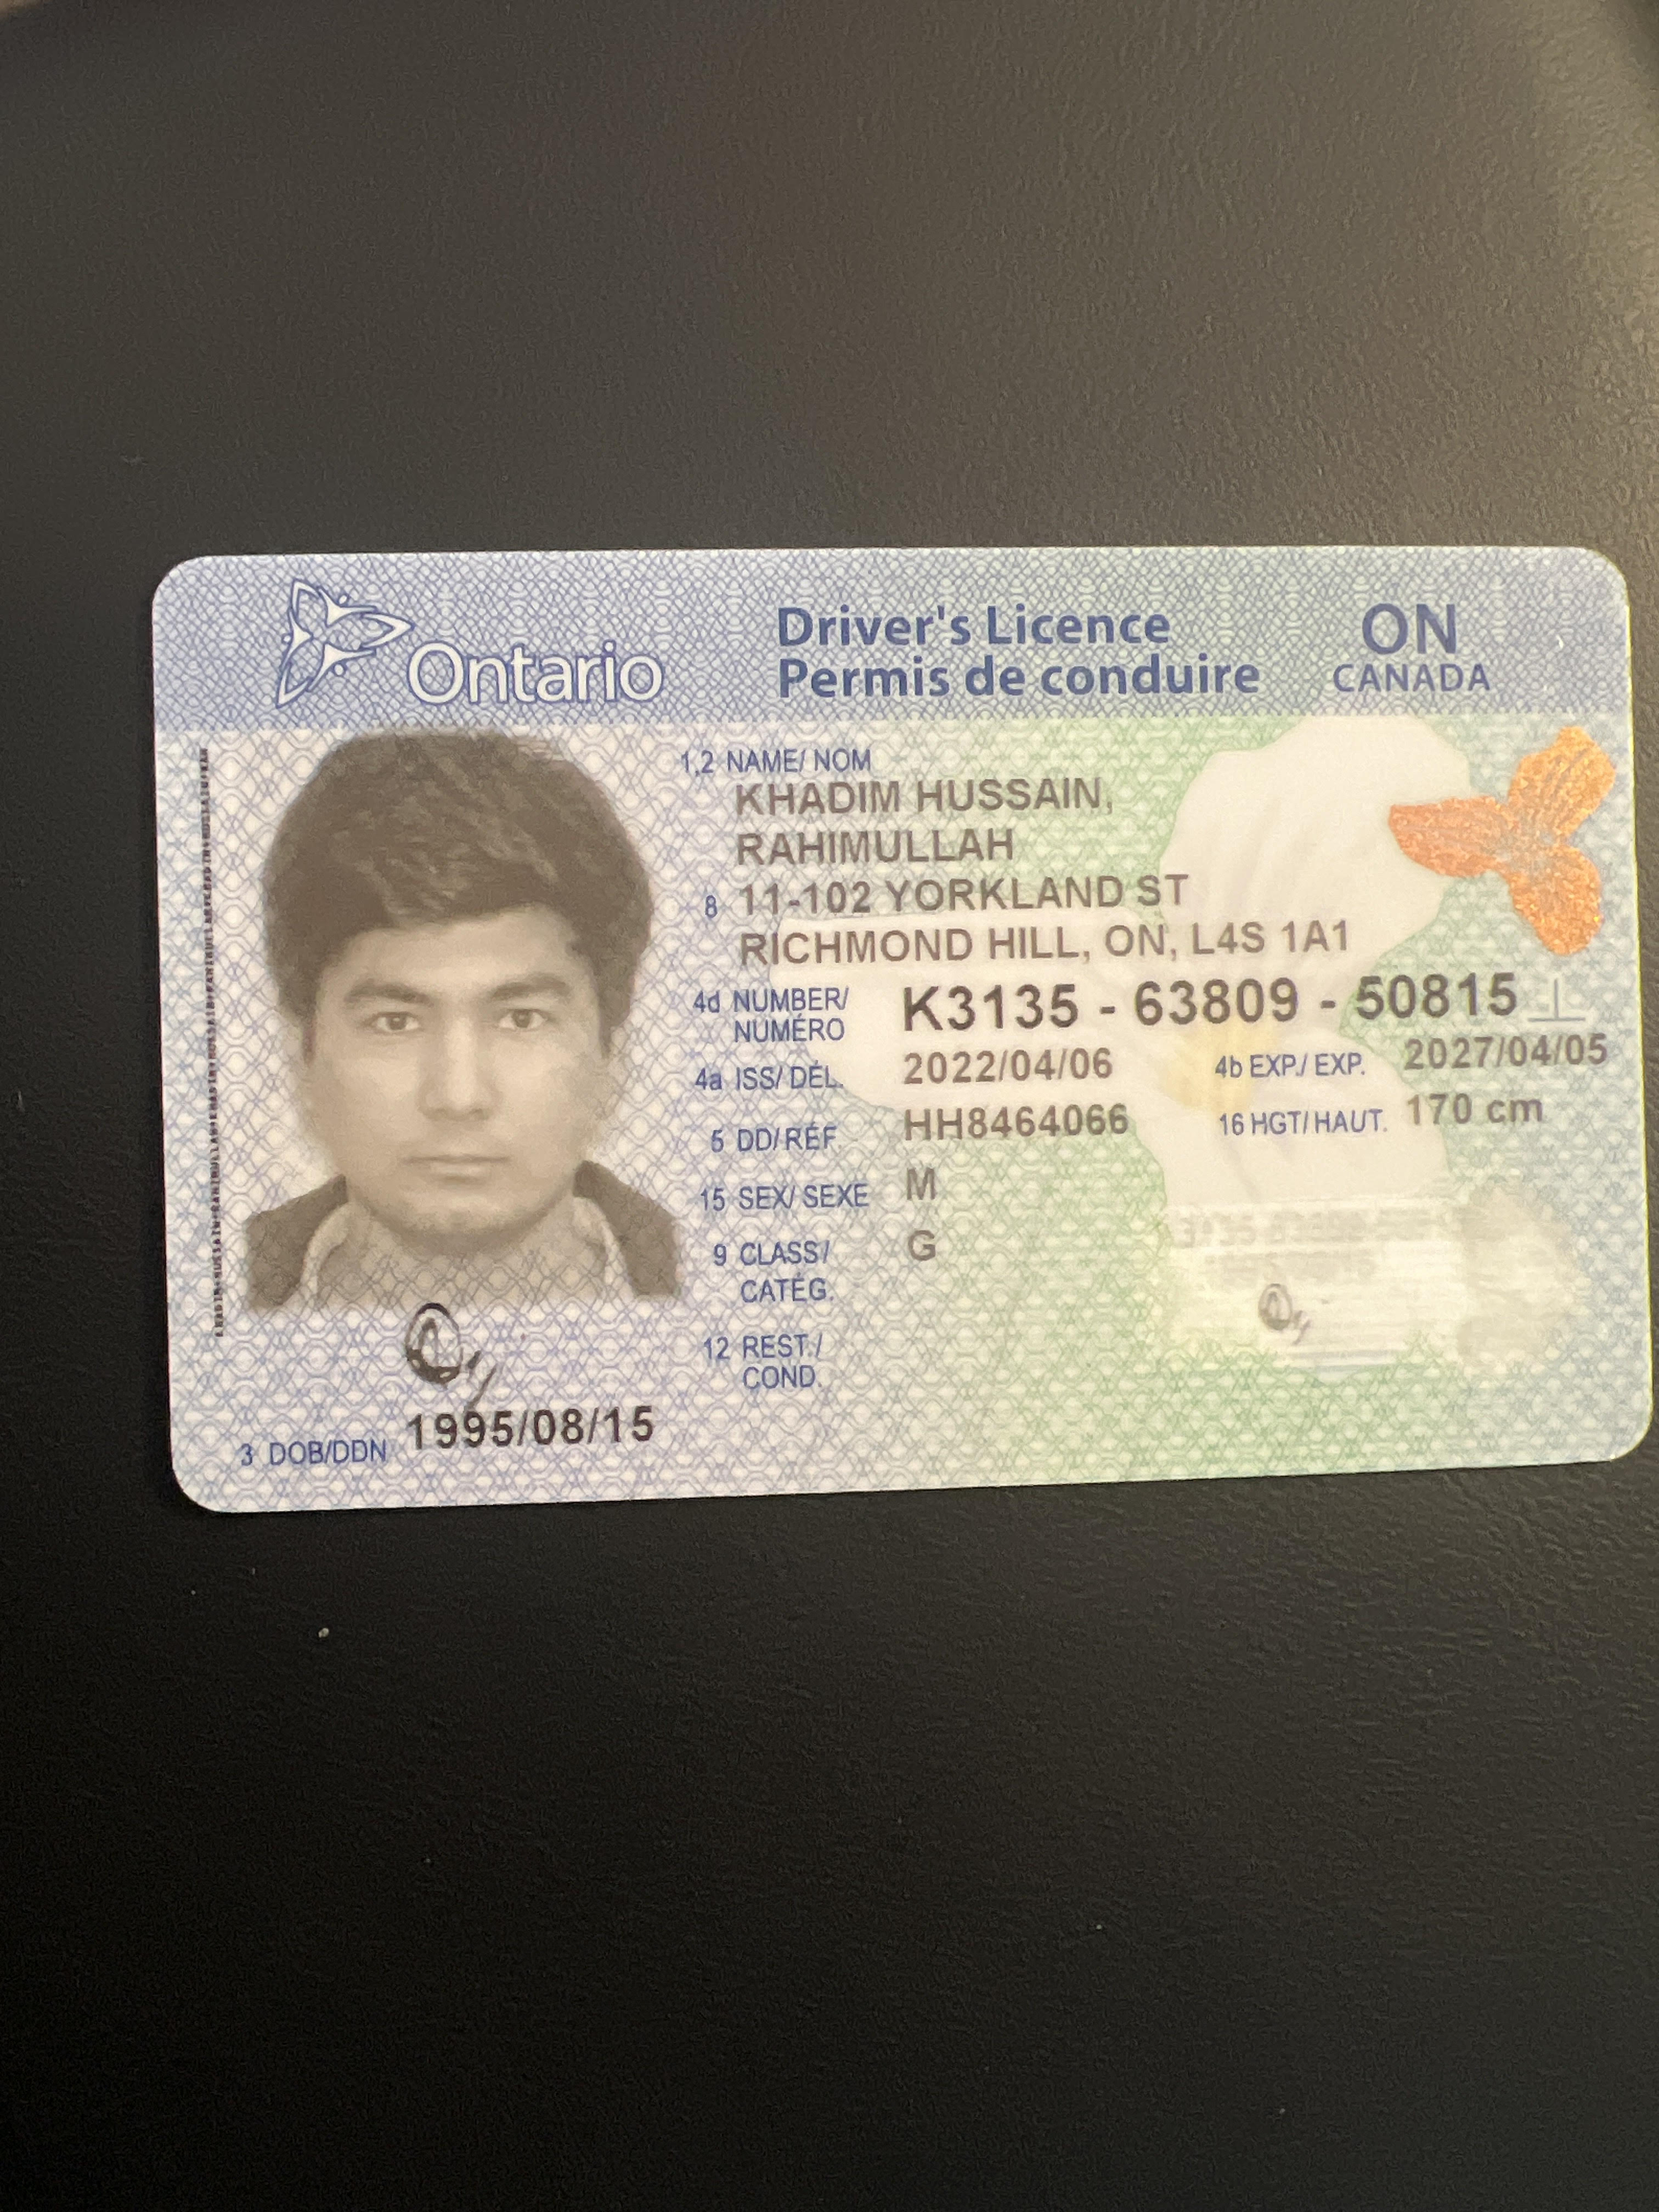 Ontario
Driver's Licence
Permis de conduire
ON
CANADA
1,2 NAME/ NOM
KHADIM HUSSAIN,
RAHIMULLAH
8 11-102 YORKLAND ST
RICHMOND HILL, ON, L4S 1A1
4d NUMBER/ NUMÉRO K3135 - 63809 - 50815
4a ISS/ DÉL. 2022/04/06 4b EXP./ EXP. 2027/04/05
5 DD/RÉF. HH8464066 16 HGT/HAUT. 170 cm
15 SEX/ SEXE M
9 CLASS/ CATÉG. G
12 REST./ COND.
3 DOB/DDN 1995/08/15